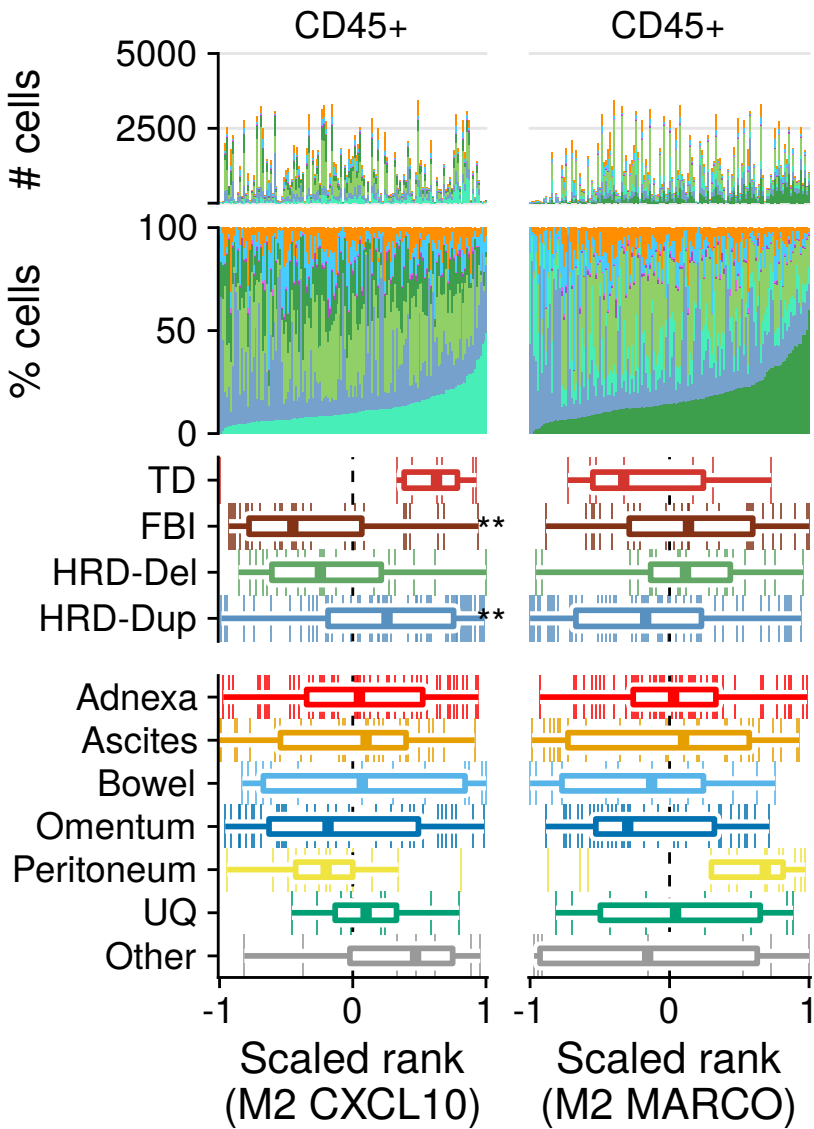 CD45+ CD45+
# cells
5000
2500
% cells
100
50
0
TD
FBI **
HRD-Del
HRD-Dup **
Adnexa
Ascites
Bowel
Omentum
Peritoneum
UQ
Other
-1 0 1 -1 0 1
Scaled rank Scaled rank
(M2 CXCL10) (M2 MARCO)